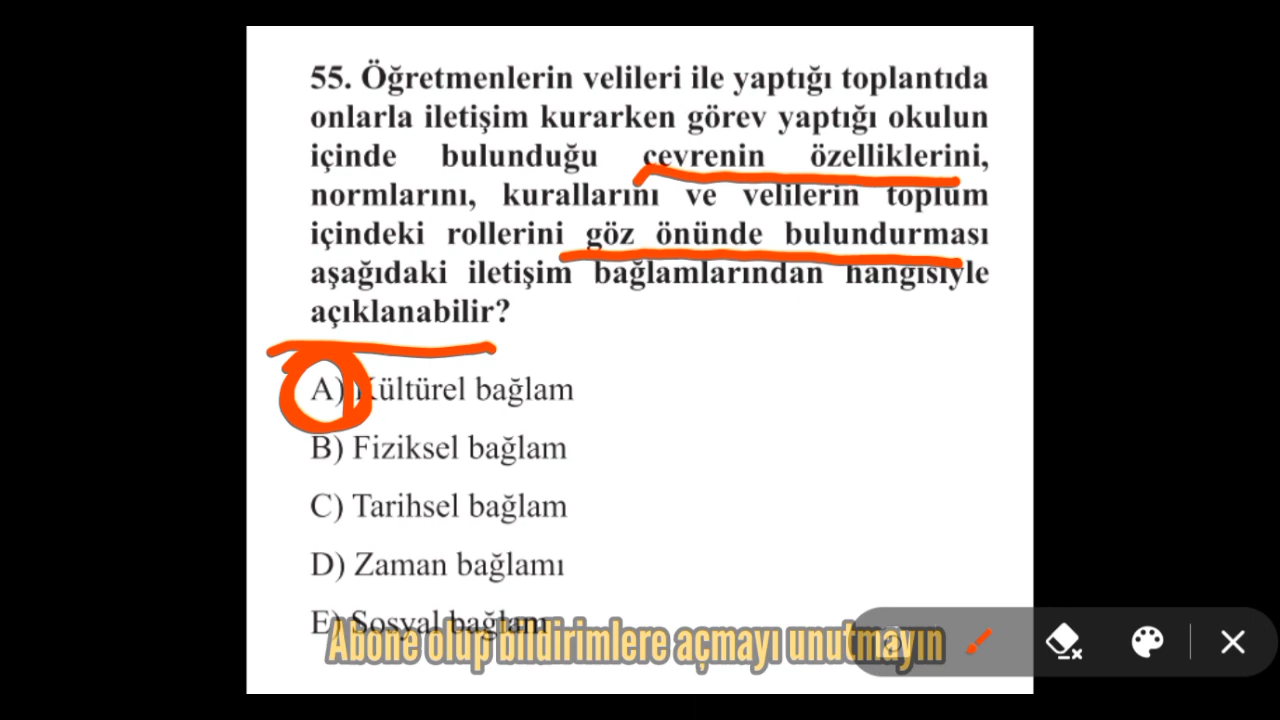 55. Öğretmenlerin velileri ile yaptığı toplantıda
onlarla iletişim kurarken görev yaptığı okulun
içinde bulunduğu çevrenin özelliklerini,
normlarını, kurallarını ve velilerin toplum
içindeki rollerini göz önünde bulundurması
aşağıdaki iletişim bağlamlarından hangisiyle
açıklanabilir?
A) Kültürel bağlam
B) Fiziksel bağlam
C) Tarihsel bağlam
D) Zaman bağlamı
E) Sosyal bağlam
Abone olup bildirimlere açmayı unutmayın